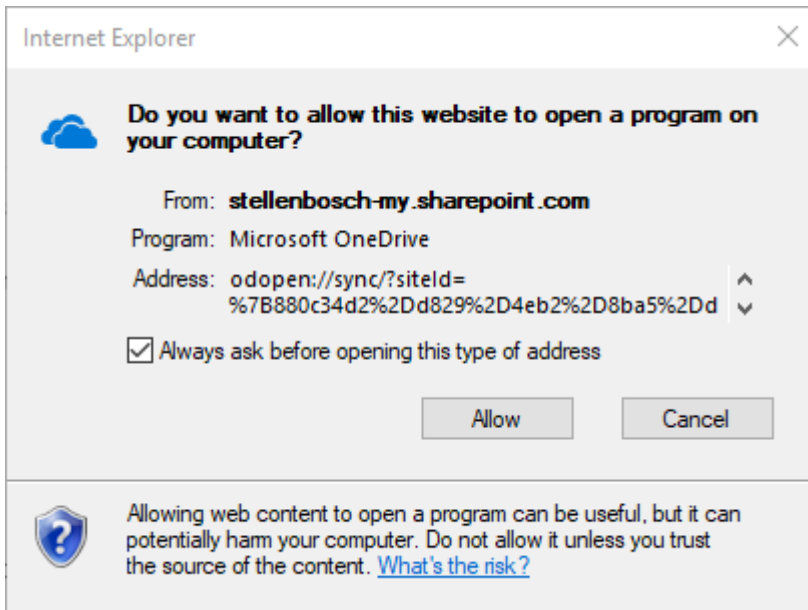 Internet Explorer
Do you want to allow this website to open a program on
your computer?
From: stellenbosch-my.sharepoint.com
Program: Microsoft OneDrive
Address: odopen://sync/?siteId=
%7B880c34d2%2Dd829%2D4eb2%2D8ba5%2Dd
Always ask before opening this type of address
Allow Cancel
Allowing web content to open a program can be useful, but it can
potentially harm your computer. Do not allow it unless you trust
the source of the content. What's the risk?